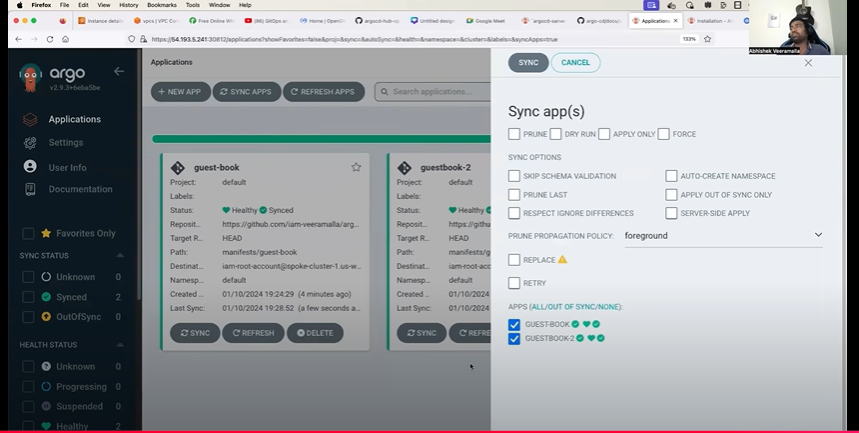 Firefox File Edit View History Bookmarks Tools Window Help
Instance details
vpcs | VPC Con
Free Online Wh
(86) GitOps an
Home | OpenG
argocd-hub-cl
Untitled design
Google Meet
Applications
Installation - A
https://54.193.5.241:30812/applications?showFavorites=false&proj=&sync=&autoSync=&health=&namespace=&cluster=&labels=&syncApps=true
133%
Abhishek Veeramalla
argo
v2.9.3+6eba5be
Applications
Settings
User Info
Documentation
Favorites Only
SYNC STATUS
Unknown 0
Synced 2
OutOfSync 0
HEALTH STATUS
Unknown 0
Progressing 0
Suspended 0
Healthy 2
Applications
+ NEW APP
SYNC APPS
REFRESH APPS
Search applications...
guest-book
Project: default
Labels:
Status: Healthy Synced
Reposit... https://github.com/iam-veeramalla/arg...
Target R... HEAD
Path: manifests/guest-book
Destinat... iam-root-account@spoke-cluster-1.us-w...
Namesp... default
Created ... 01/10/2024 19:24:29 (4 minutes ago)
Last Sync: 01/10/2024 19:28:52 (a few seconds a...
SYNC REFRESH DELETE
guestbook-2
Project: default
Labels:
Status: Healthy
Reposit... https://github.c
Target R... HEAD
Path: manifests/g
Destinat... iam-root-acco
Namesp... default
Created ... 01/10/2024 1
Last Sync: 01/10/2024 1
SYNC REFRE
SYNC CANCEL
Sync app(s)
PRUNE DRY RUN APPLY ONLY FORCE
SYNC OPTIONS
SKIP SCHEMA VALIDATION AUTO-CREATE NAMESPACE
PRUNE LAST APPLY OUT OF SYNC ONLY
RESPECT IGNORE DIFFERENCES SERVER-SIDE APPLY
PRUNE PROPAGATION POLICY: foreground
REPLACE
RETRY
APPS (ALL/OUT OF SYNC/NONE):
GUEST-BOOK
GUESTBOOK-2